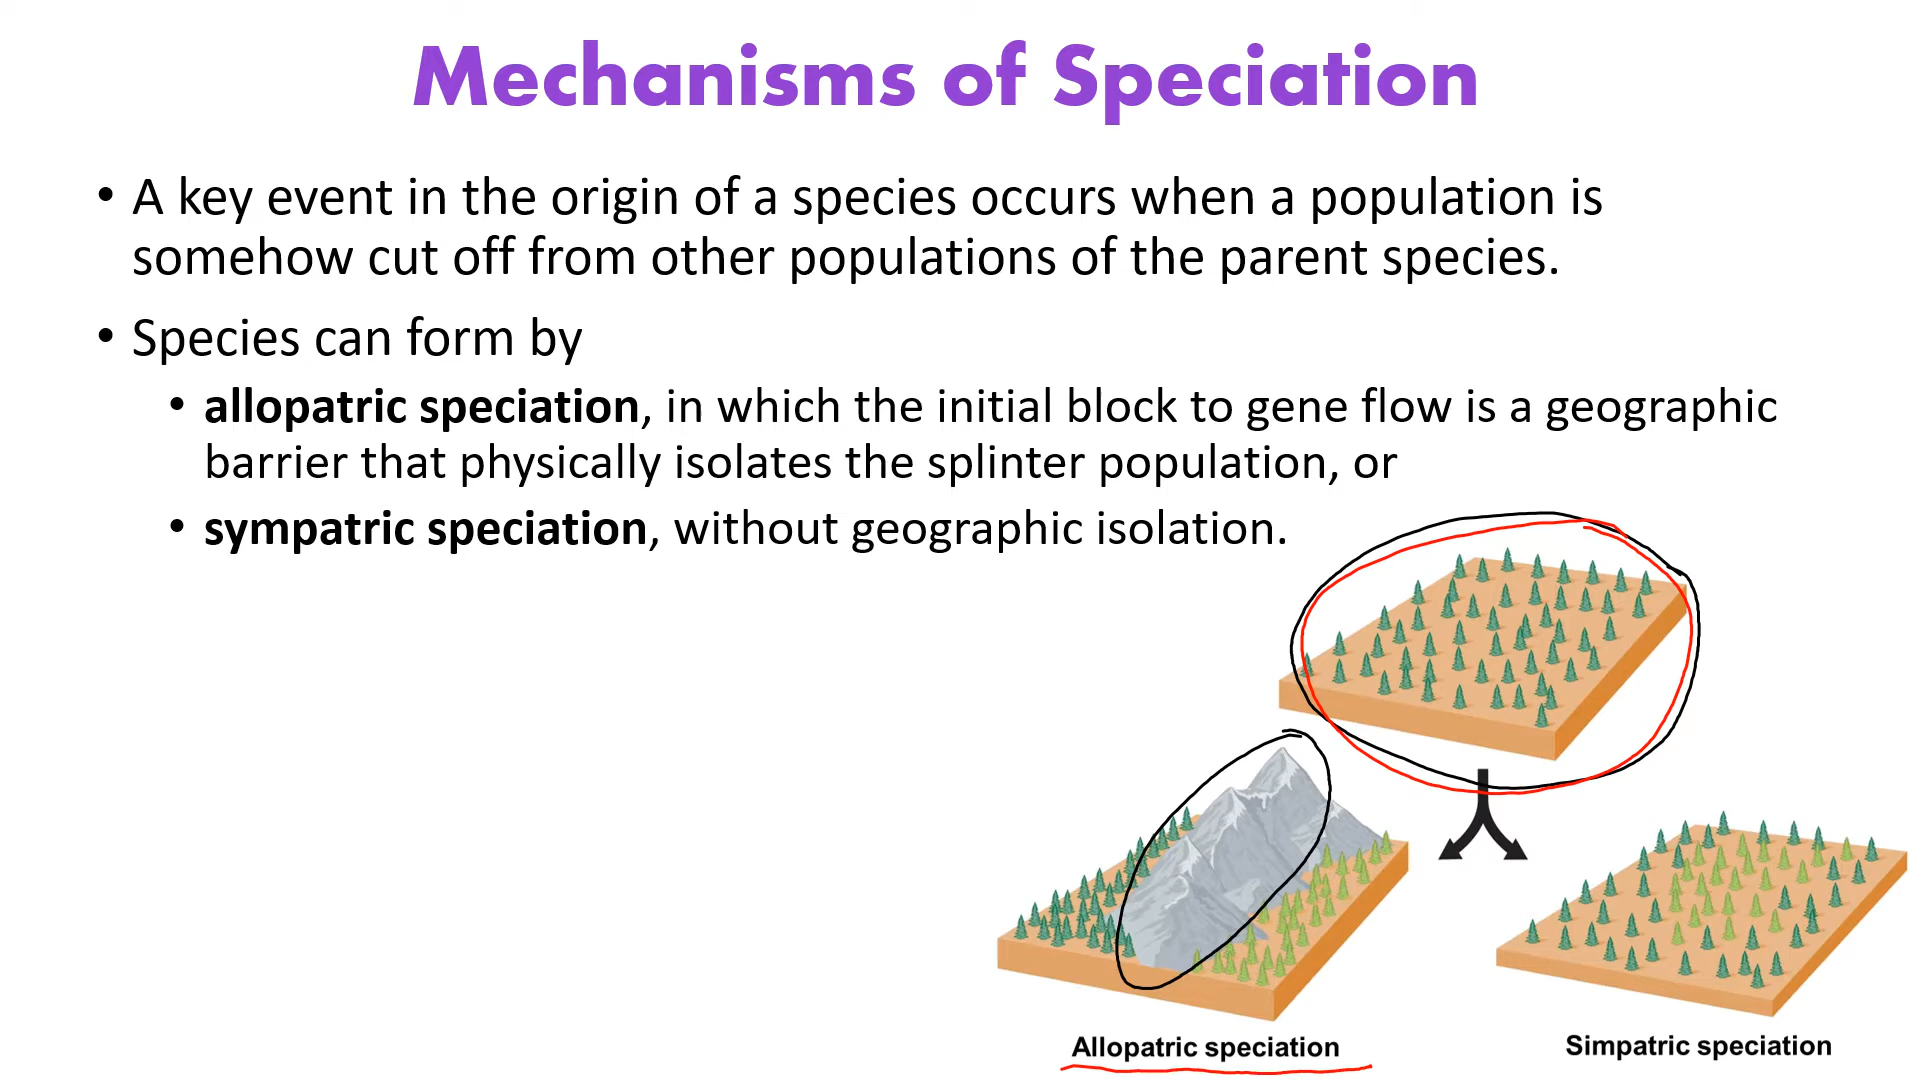 Mechanisms of Speciation
• A key event in the origin of a species occurs when a population is
somehow cut off from other populations of the parent species.
• Species can form by
• allopatric speciation, in which the initial block to gene flow is a geographic
barrier that physically isolates the splinter population, or
• sympatric speciation, without geographic isolation.
Allopatric speciation
Simpatric speciation